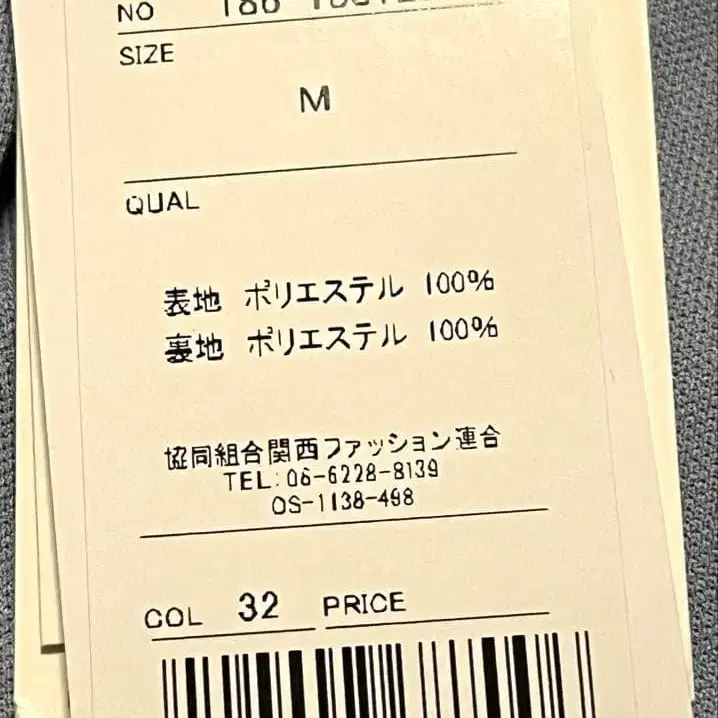 NO
SIZE
M
QUAL
表地 ポリエステル 100%
裏地 ポリエステル 100%
協同組合関西ファッション連合
TEL:06-6228-8139
OS-1138-498
COL 32 PRICE